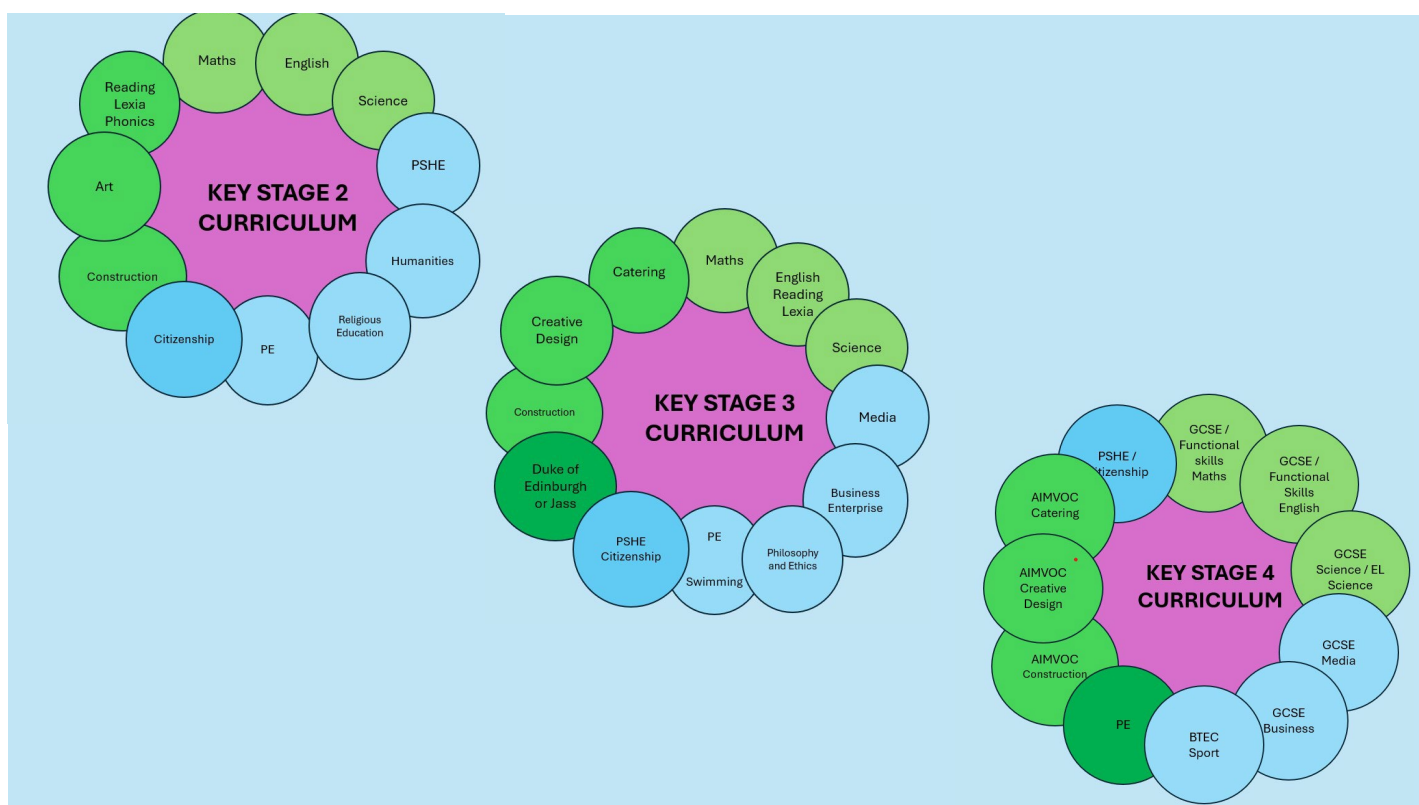 Maths
English
Science
PSHE
Humanities
Religious
Education
PE
Citizenship
Construction
Art
Reading
Lexia
Phonics
KEY STAGE 2
CURRICULUM
Maths
English
Reading
Lexia
Science
Media
Business
Enterprise
Philosophy
and Ethics
PE
Swimming
PSHE
Citizenship
Duke of
Edinburgh
or Jass
Construction
Creative
Design
Catering
KEY STAGE 3
CURRICULUM
GCSE /
Functional
skills
Maths
GCSE /
Functional
Skills
English
GCSE
Science / EL
Science
GCSE
Media
GCSE
Business
BTEC
Sport
PE
AIMVOC
Construction
AIMVOC
Creative
Design
AIMVOC
Catering
PSHE /
itizenship
KEY STAGE 4
CURRICULUM